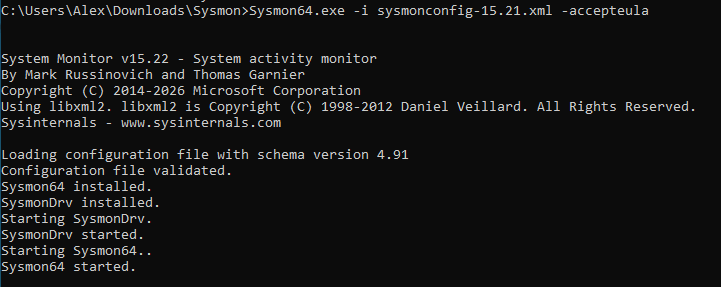 C:\Users\Alex\Downloads\Sysmon>Sysmon64.exe -i sysmonconfig-15.21.xml -accepteula
System Monitor v15.22 - System activity monitor
By Mark Russinovich and Thomas Garnier
Copyright (C) 2014-2026 Microsoft Corporation
Using libxml2. libxml2 is Copyright (C) 1998-2012 Daniel Veillard. All Rights Reserved.
Sysinternals - www.sysinternals.com
Loading configuration file with schema version 4.91
Configuration file validated.
Sysmon64 installed.
SysmonDrv installed.
Starting SysmonDrv.
SysmonDrv started.
Starting Sysmon64..
Sysmon64 started.